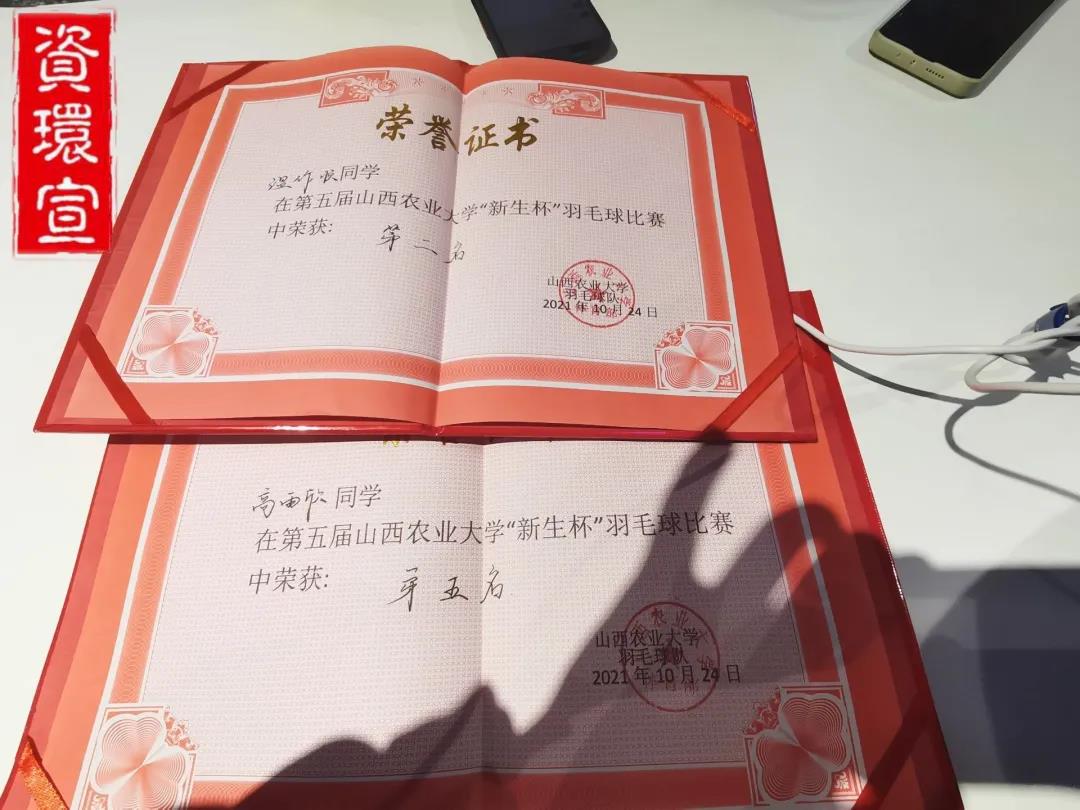 資環宣
荣誉证书
同学
在第五届山西农业大学“新生杯”羽毛球比赛
中荣获: 第二名
山西农业大学
羽毛球队
2021年10月24日
高雨欣同学
在第五届山西农业大学“新生杯”羽毛球比赛
中荣获: 第五名
山西农业大学
羽毛球队
2021年10月24日